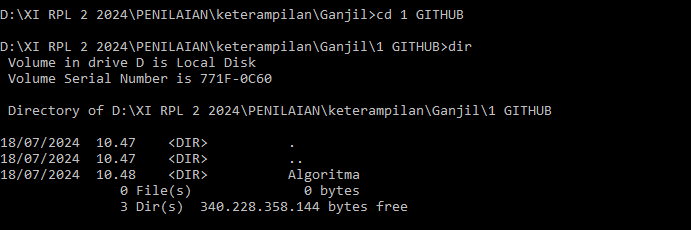 D:\XI RPL 2 2024\PENILAIAN\keterampilan\Ganjil>cd 1 GITHUB
D:\XI RPL 2 2024\PENILAIAN\keterampilan\Ganjil\1 GITHUB>dir
Volume in drive D is Local Disk
Volume Serial Number is 771F-0C60
Directory of D:\XI RPL 2 2024\PENILAIAN\keterampilan\Ganjil\1 GITHUB
18/07/2024  10.47    <DIR>          .
18/07/2024  10.47    <DIR>          ..
18/07/2024  10.48    <DIR>          Algoritma
0 File(s)              0 bytes
3 Dir(s)  340.228.358.144 bytes free